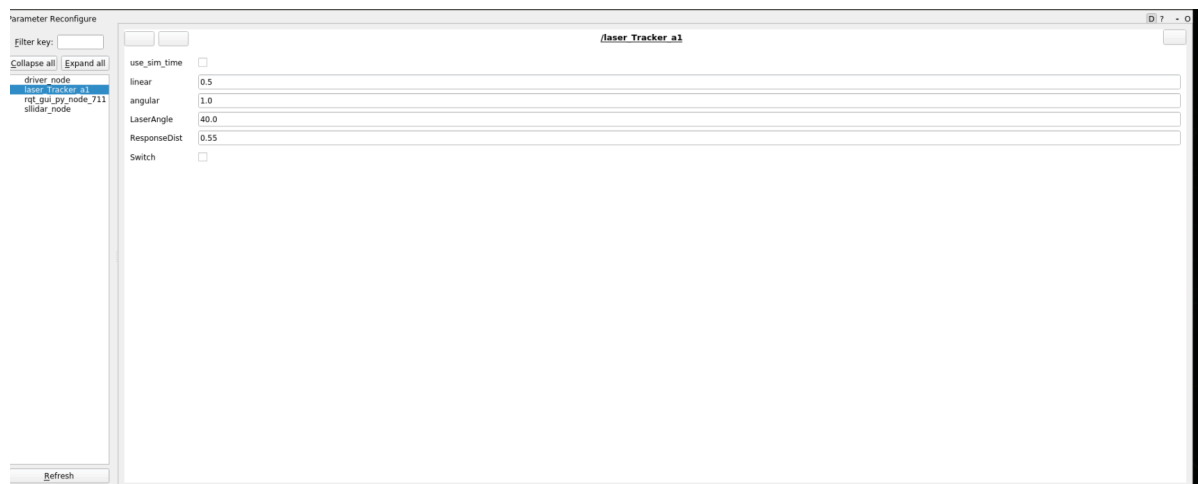 Parameter Reconfigure
D ? - O
Filter key:
Collapse all Expand all
driver_node
laser_Tracker_a1
rqt_gui_py_node_711
sllidar_node
Refresh
/laser_Tracker_a1
use_sim_time
linear 0.5
angular 1.0
LaserAngle 40.0
ResponseDist 0.55
Switch